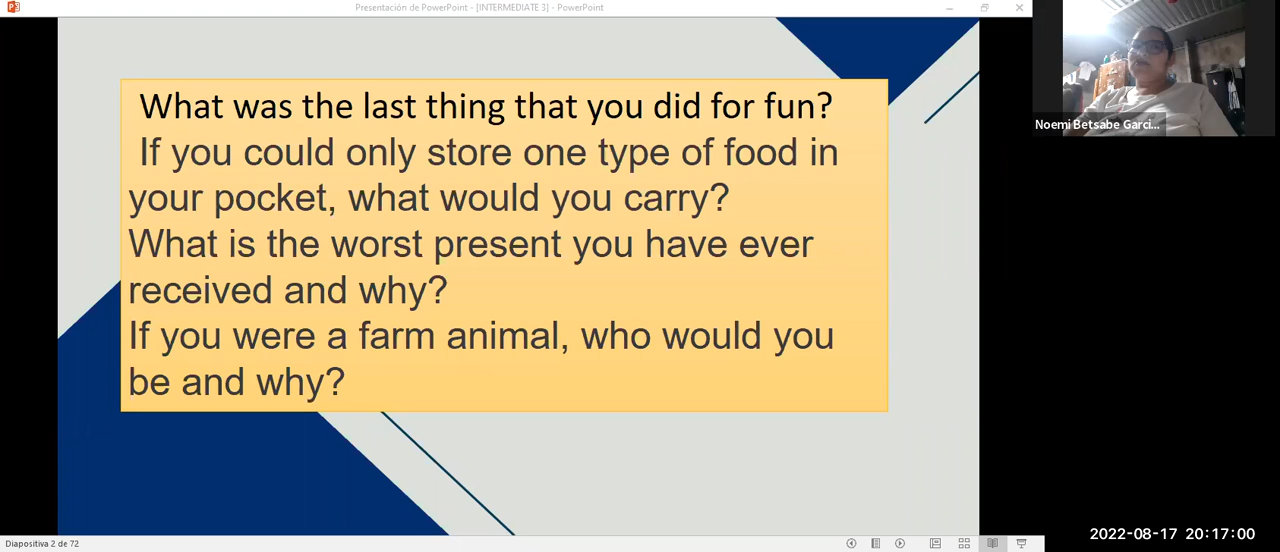 Presentación de PowerPoint - [INTERMEDIATE 3] - PowerPoint
What was the last thing that you did for fun?
If you could only store one type of food in
your pocket, what would you carry?
What is the worst present you have ever
received and why?
If you were a farm animal, who would you
be and why?
Noemi Betsabe Garci...
Diapositiva 2 de 72
2022-08-17 20:17:00